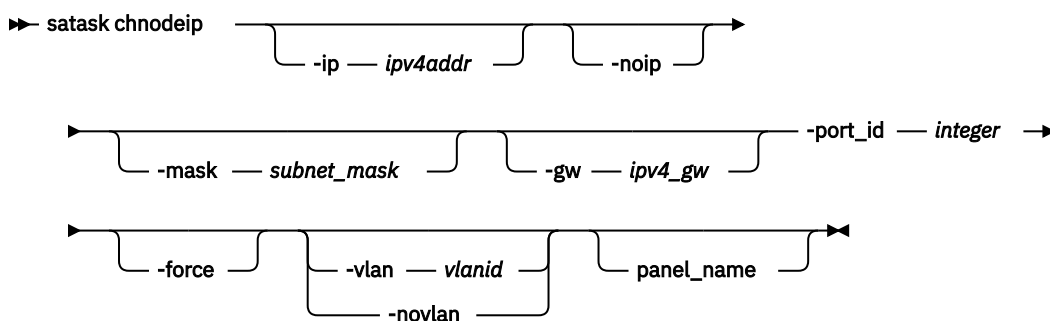 satask chnodeip
-ip ipv4addr -noip
-mask subnet_mask -gw ipv4_gw -port_id integer
-force -vlan vlanid panel_name
-novlan